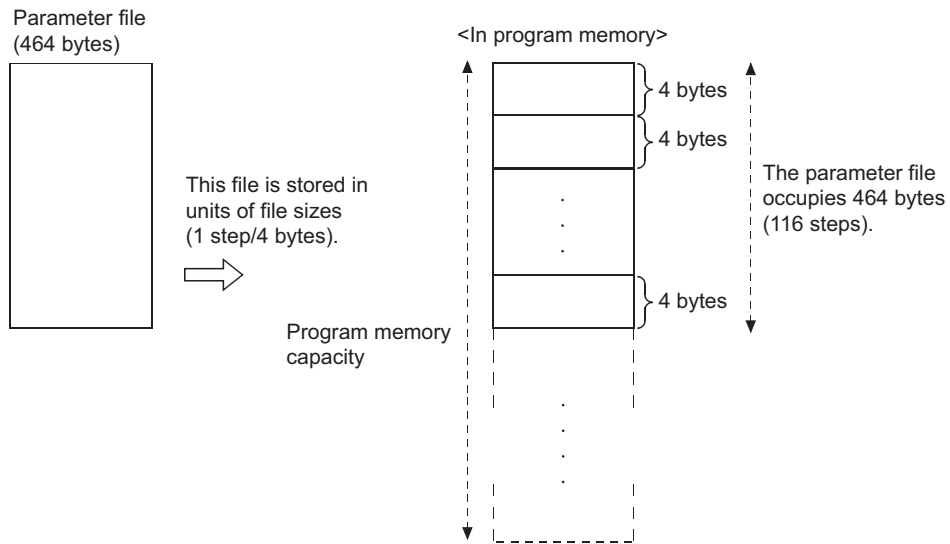 Parameter file
(464 bytes)
<In program memory>
4 bytes
4 bytes
This file is stored in
units of file sizes
(1 step/4 bytes).
The parameter file
occupies 464 bytes
(116 steps).
4 bytes
Program memory
capacity